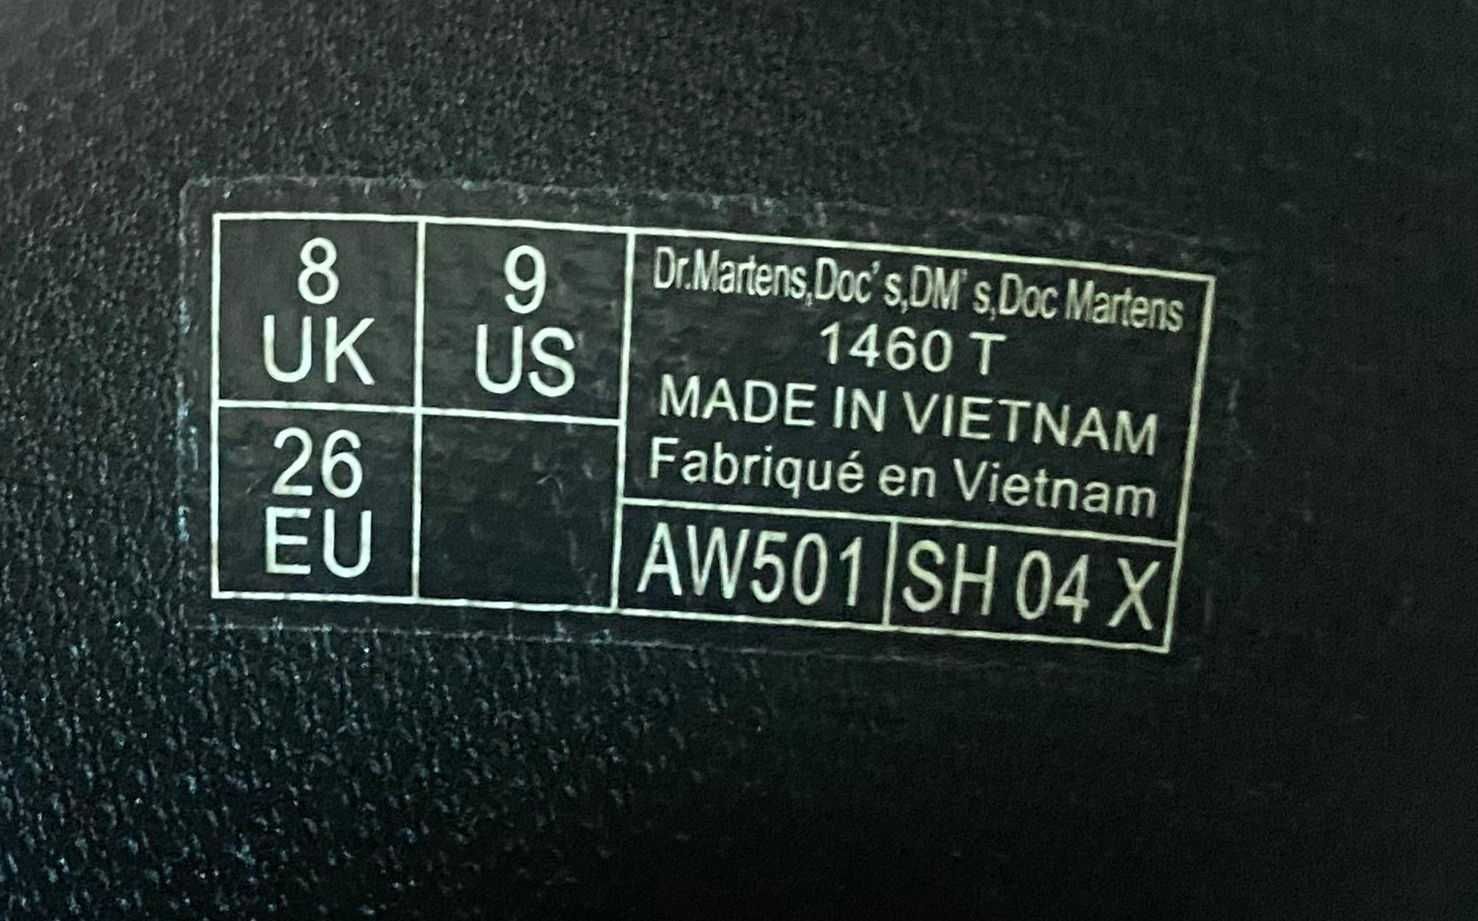 8
UK
9
US
26
EU
Dr.Martens,Doc's,DM's,Doc Martens
1460 T
MADE IN VIETNAM
Fabriqué en Vietnam
AW501
SH 04 X